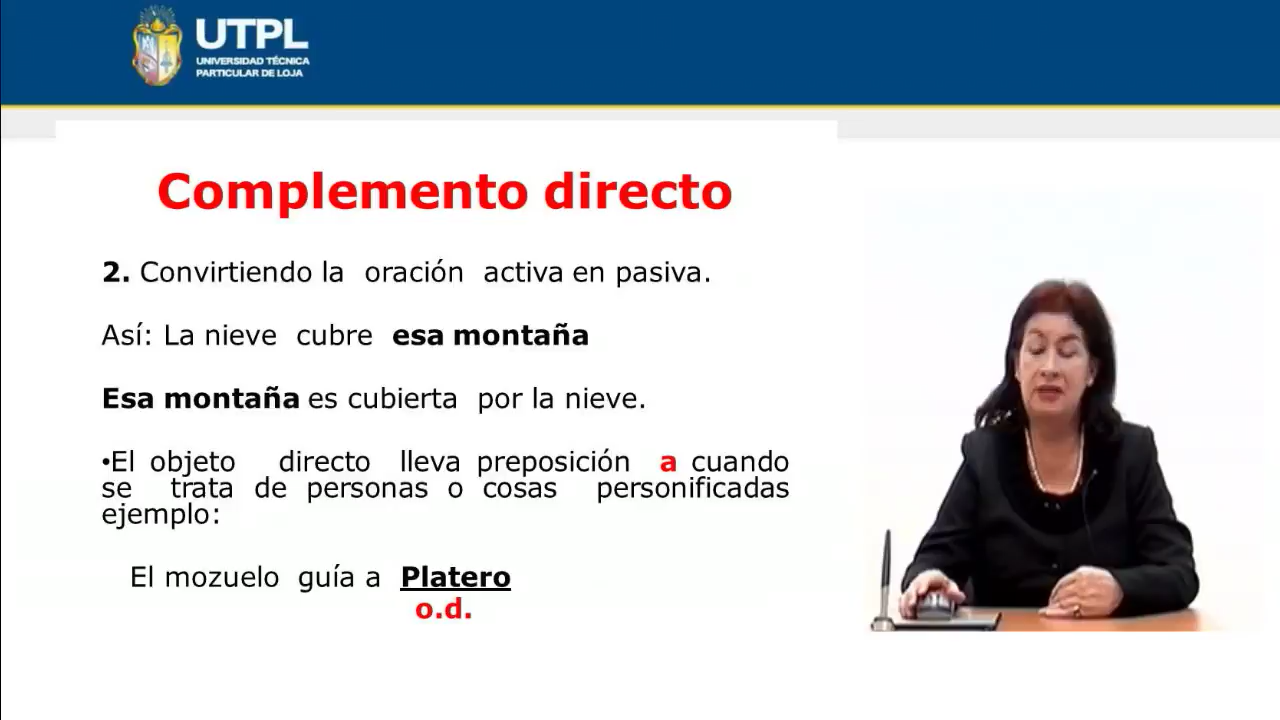 UTPL
UNIVERSIDAD TÉCNICA
PARTICULAR DE LOJA
Complemento directo
2. Convirtiendo la oración activa en pasiva.
Así: La nieve cubre esa montaña
Esa montaña es cubierta por la nieve.
•El objeto directo lleva preposición a cuando
se trata de personas o cosas personificadas
ejemplo:
El mozuelo guía a Platero
o.d.